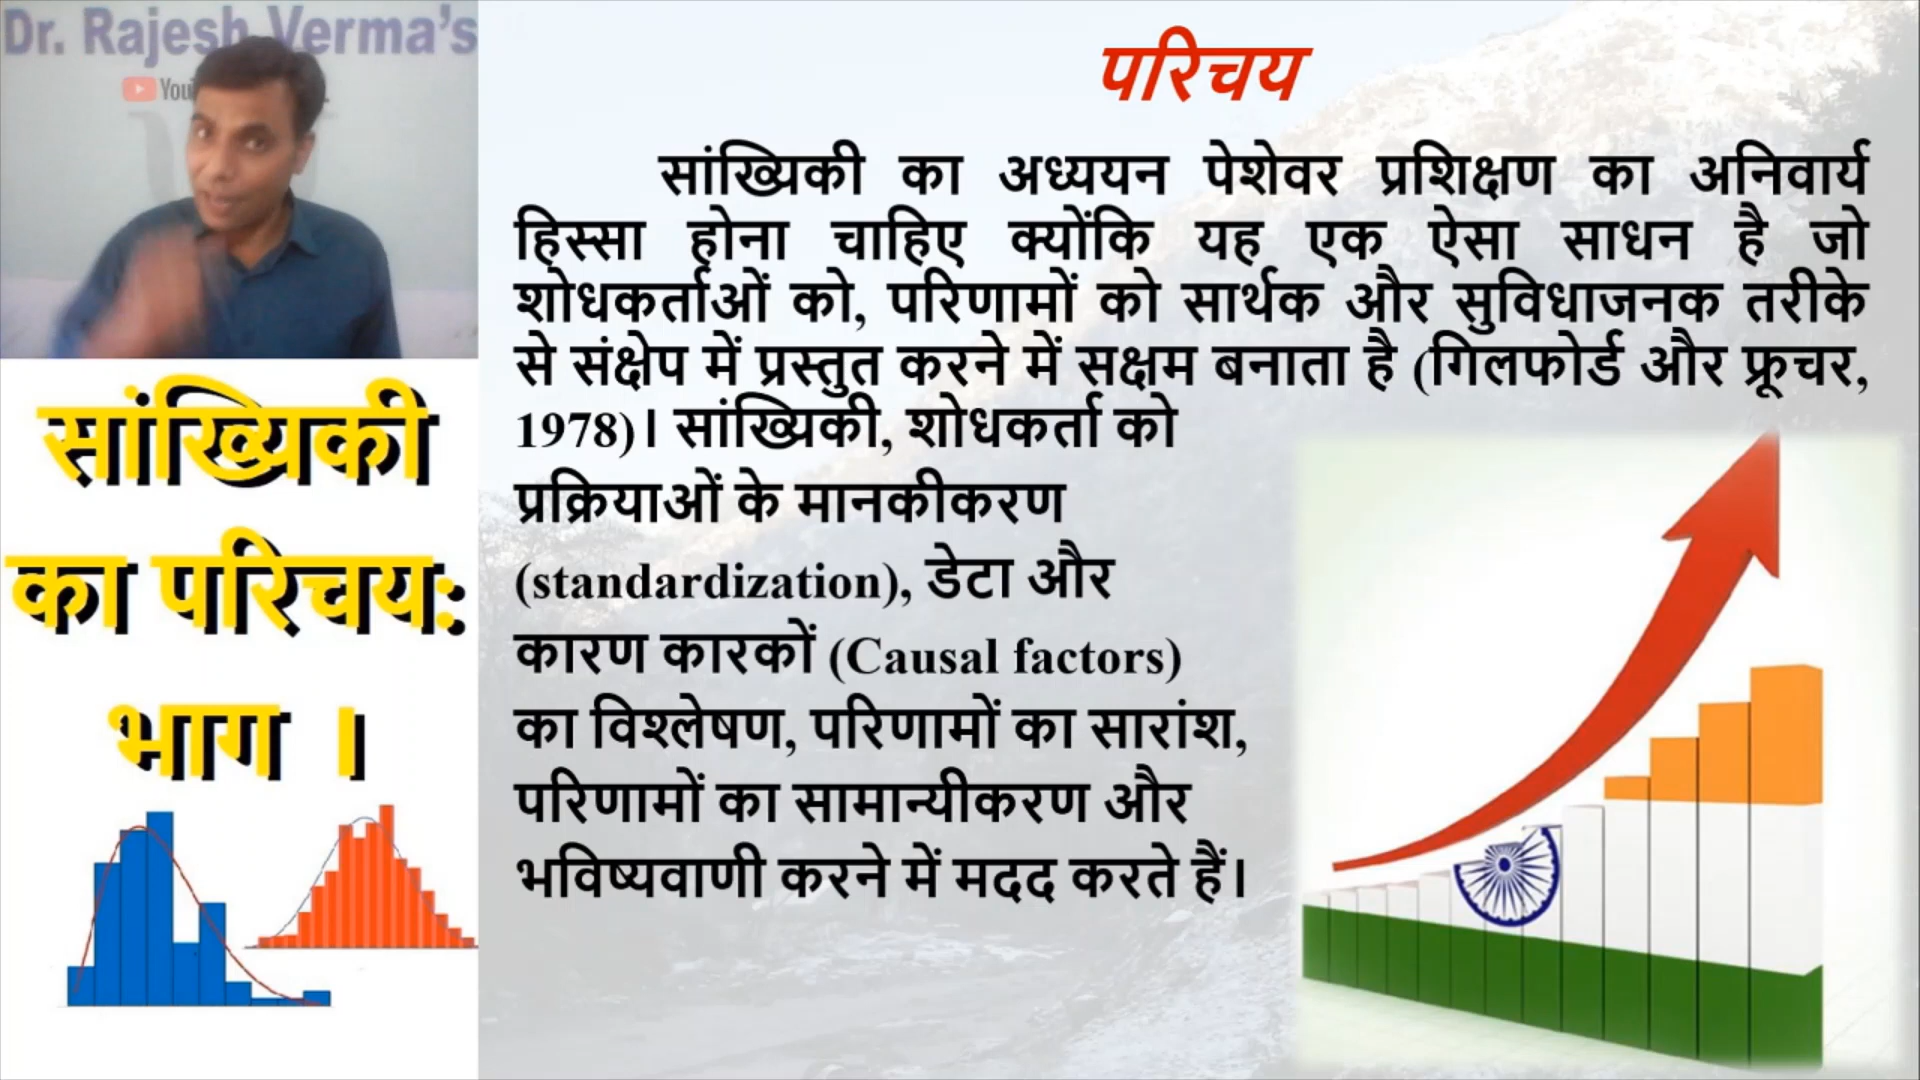 Dr. Rajesh Verma's
You
सांख्यिकी
का परिचय:
भाग ।
परिचय
सांख्यिकी का अध्ययन पेशेवर प्रशिक्षण का अनिवार्य
हिस्सा होना चाहिए क्योंकि यह एक ऐसा साधन है जो
शोधकर्ताओं को, परिणामों को सार्थक और सुविधाजनक तरीके
से संक्षेप में प्रस्तुत करने में सक्षम बनाता है (गिलफोर्ड और फ्रूचर,
1978)। सांख्यिकी, शोधकर्ता को
प्रक्रियाओं के मानकीकरण
(standardization), डेटा और
कारण कारकों (Causal factors)
का विश्लेषण, परिणामों का सारांश,
परिणामों का सामान्यीकरण और
भविष्यवाणी करने में मदद करते हैं।